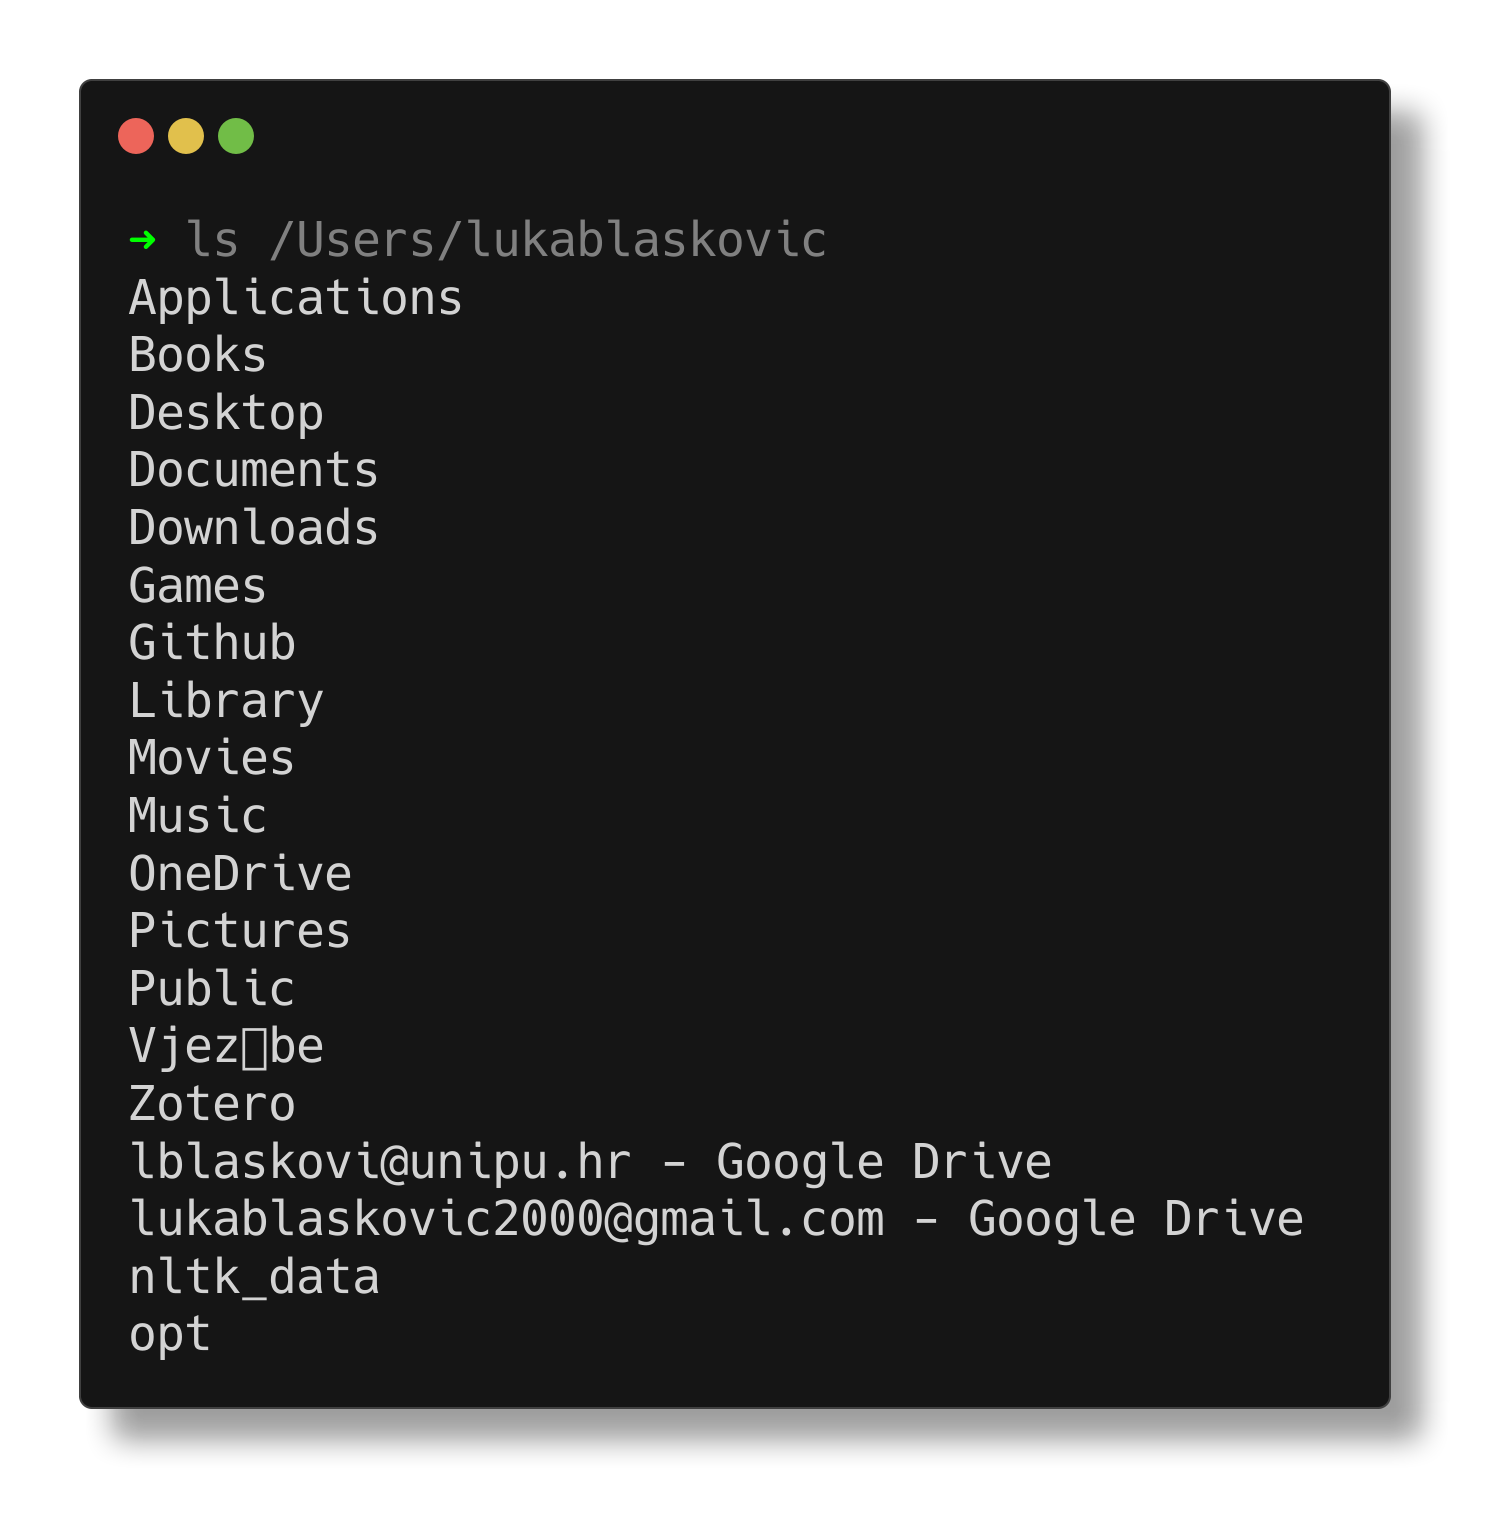 ➜ ls /Users/lukablaskovic
Applications
Books
Desktop
Documents
Downloads
Games
Github
Library
Movies
Music
OneDrive
Pictures
Public
Vjez▯be
Zotero
lblaskovi@unipu.hr – Google Drive
lukablaskovic2000@gmail.com – Google Drive
nltk_data
opt